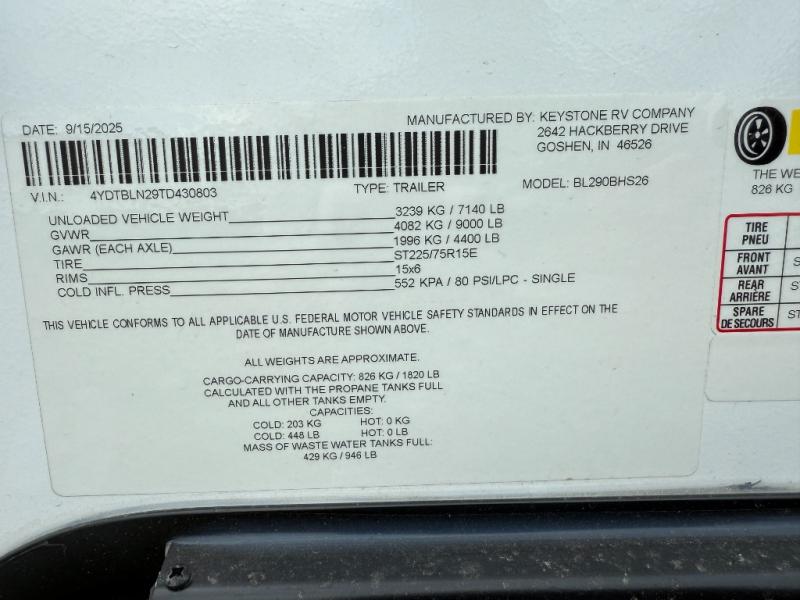 DATE: 9/15/2025
MANUFACTURED BY: KEYSTONE RV COMPANY
2642 HACKBERRY DRIVE
GOSHEN, IN 46526
V.I.N.: 4YDTBLN29TD430803
TYPE: TRAILER
MODEL: BL290BHS26
UNLOADED VEHICLE WEIGHT 3239 KG / 7140 LB
GVWR 4082 KG / 9000 LB
GAWR (EACH AXLE) 1996 KG / 4400 LB
TIRE ST225/75R15E
RIMS 15x6
COLD INFL. PRESS 552 KPA / 80 PSI/LPC - SINGLE
THIS VEHICLE CONFORMS TO ALL APPLICABLE U.S. FEDERAL MOTOR VEHICLE SAFETY STANDARDS IN EFFECT ON THE
DATE OF MANUFACTURE SHOWN ABOVE.
ALL WEIGHTS ARE APPROXIMATE.
CARGO-CARRYING CAPACITY: 826 KG / 1820 LB
CALCULATED WITH THE PROPANE TANKS FULL
AND ALL OTHER TANKS EMPTY.
CAPACITIES:
COLD: 203 KG HOT: 0 KG
COLD: 448 LB HOT: 0 LB
MASS OF WASTE WATER TANKS FULL:
429 KG / 946 LB
THE WE
826 KG
TIRE
PNEU
FRONT
AVANT
REAR
ARRIÈRE
SPARE
DE SECOURS